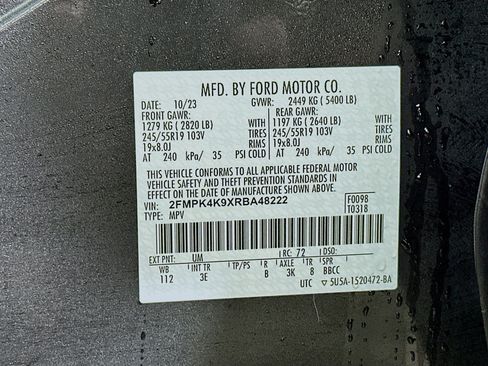 MFD. BY FORD MOTOR CO.
DATE: 10/23 GVWR: 2449 KG (5400 LB)
FRONT GAWR: REAR GAWR:
1279 KG (2820 LB) WITH 1197 KG (2640 LB) WITH
245/55R19 103V TIRES 245/55R19 103V TIRES
19x8.0J RIMS 19x8.0J RIMS
AT 240 kPa/ 35 PSI COLD AT 240 kPa/ 35 PSI COLD
THIS VEHICLE CONFORMS TO ALL APPLICABLE FEDERAL MOTOR
VEHICLE SAFETY AND THEFT PREVENTION STANDARDS
IN EFFECT ON THE DATE OF MANUFACTURE SHOWN ABOVE.
VIN: 2FMPK4K9XRBA48222 F0098
TYPE: MPV T0318
EXT PNT: UM RC: 72 DSO:
WB INT TR TP/PS R AXLE TR SPR
112 3E B 3K 8 BBCC
UTC 5U5A-1520472-BA